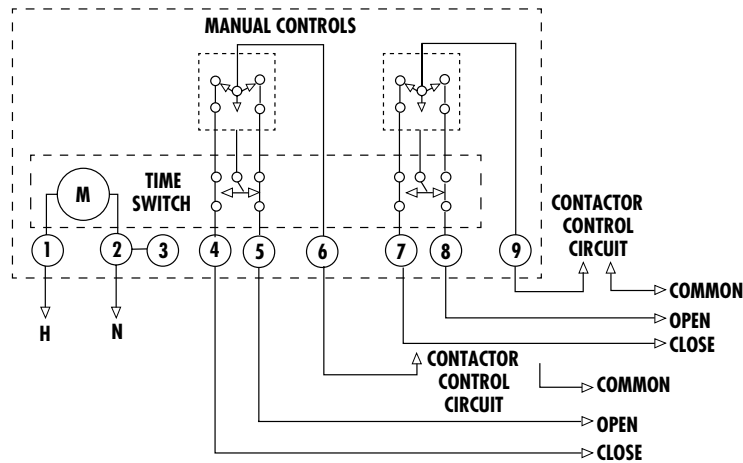 MANUAL CONTROLS
M
TIME
SWITCH
1
2
3
4
5
6
7
8
9
CONTACTOR
CONTROL
CIRCUIT
COMMON
OPEN
CLOSE
H
N
CONTACTOR
CONTROL
CIRCUIT
COMMON
OPEN
CLOSE